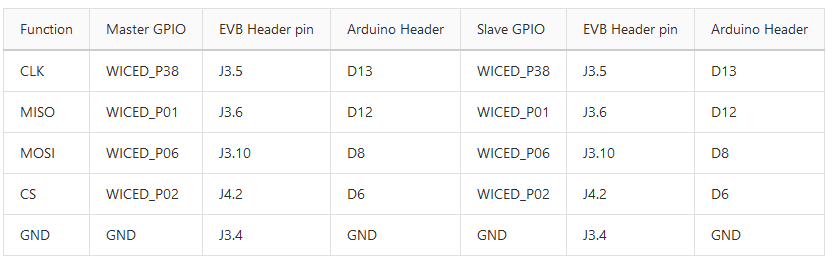 Function Master GPIO EVB Header pin Arduino Header Slave GPIO EVB Header pin Arduino Header
CLK WICED_P38 J3.5 D13 WICED_P38 J3.5 D13
MISO WICED_P01 J3.6 D12 WICED_P01 J3.6 D12
MOSI WICED_P06 J3.10 D8 WICED_P06 J3.10 D8
CS WICED_P02 J4.2 D6 WICED_P02 J4.2 D6
GND GND J3.4 GND GND J3.4 GND